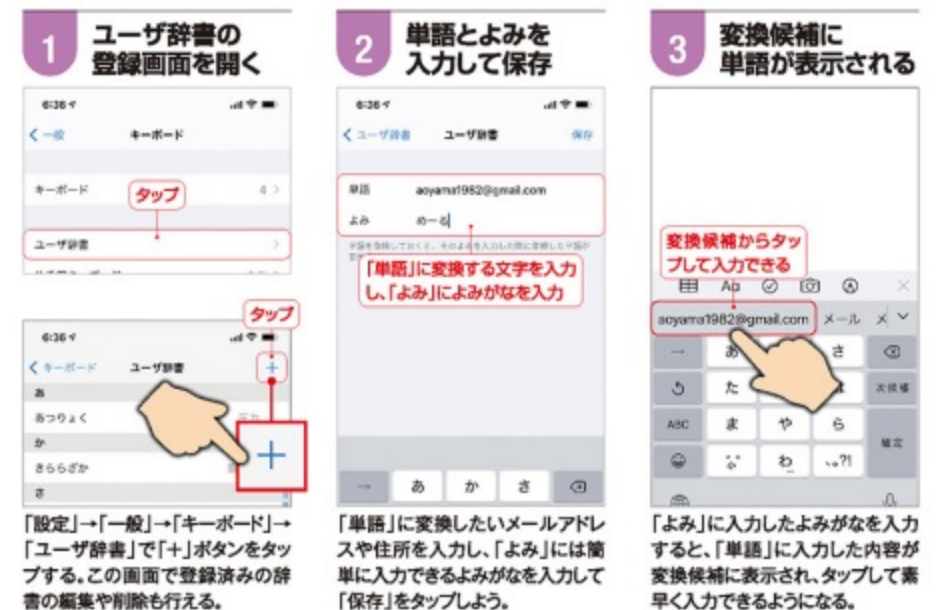 1
ユーザ辞書の
登録画面を開く
6:36
一般
キーボード
キーボード
4
タップ
ユーザ辞書
タップ
6:36
キーボード
ユーザ辞書
+
あ
あつりょく
か
きららざか
さ
+
「設定」→「一般」→「キーボード」→
「ユーザ辞書」で「+」ボタンをタッ
プする。この画面で登録済みの辞
書の編集や削除も行える。
2
単語とよみを
入力して保存
6:36
ユーザ辞書
ユーザ辞書
保存
単語
aoyama1982@gmail.com
よみ
めーる
「単語」に変換する文字を入力
し、「よみ」によみがなを入力
→
あ
か
さ
「単語」に変換したいメールアドレ
スや住所を入力し、「よみ」には簡
単に入力できるよみがなを入力して
「保存」をタップしよう。
3
変換候補に
単語が表示される
変換候補からタッ
プして入力できる
Aa
aoyama1982@gmail.com
メール
メ
→
あ
さ
た
次候補
ABC
ま
や
ら
確定
わ
、。?!
「よみ」に入力したよみがなを入力
すると、「単語」に入力した内容が
変換候補に表示され、タップして素
早く入力できるようになる。